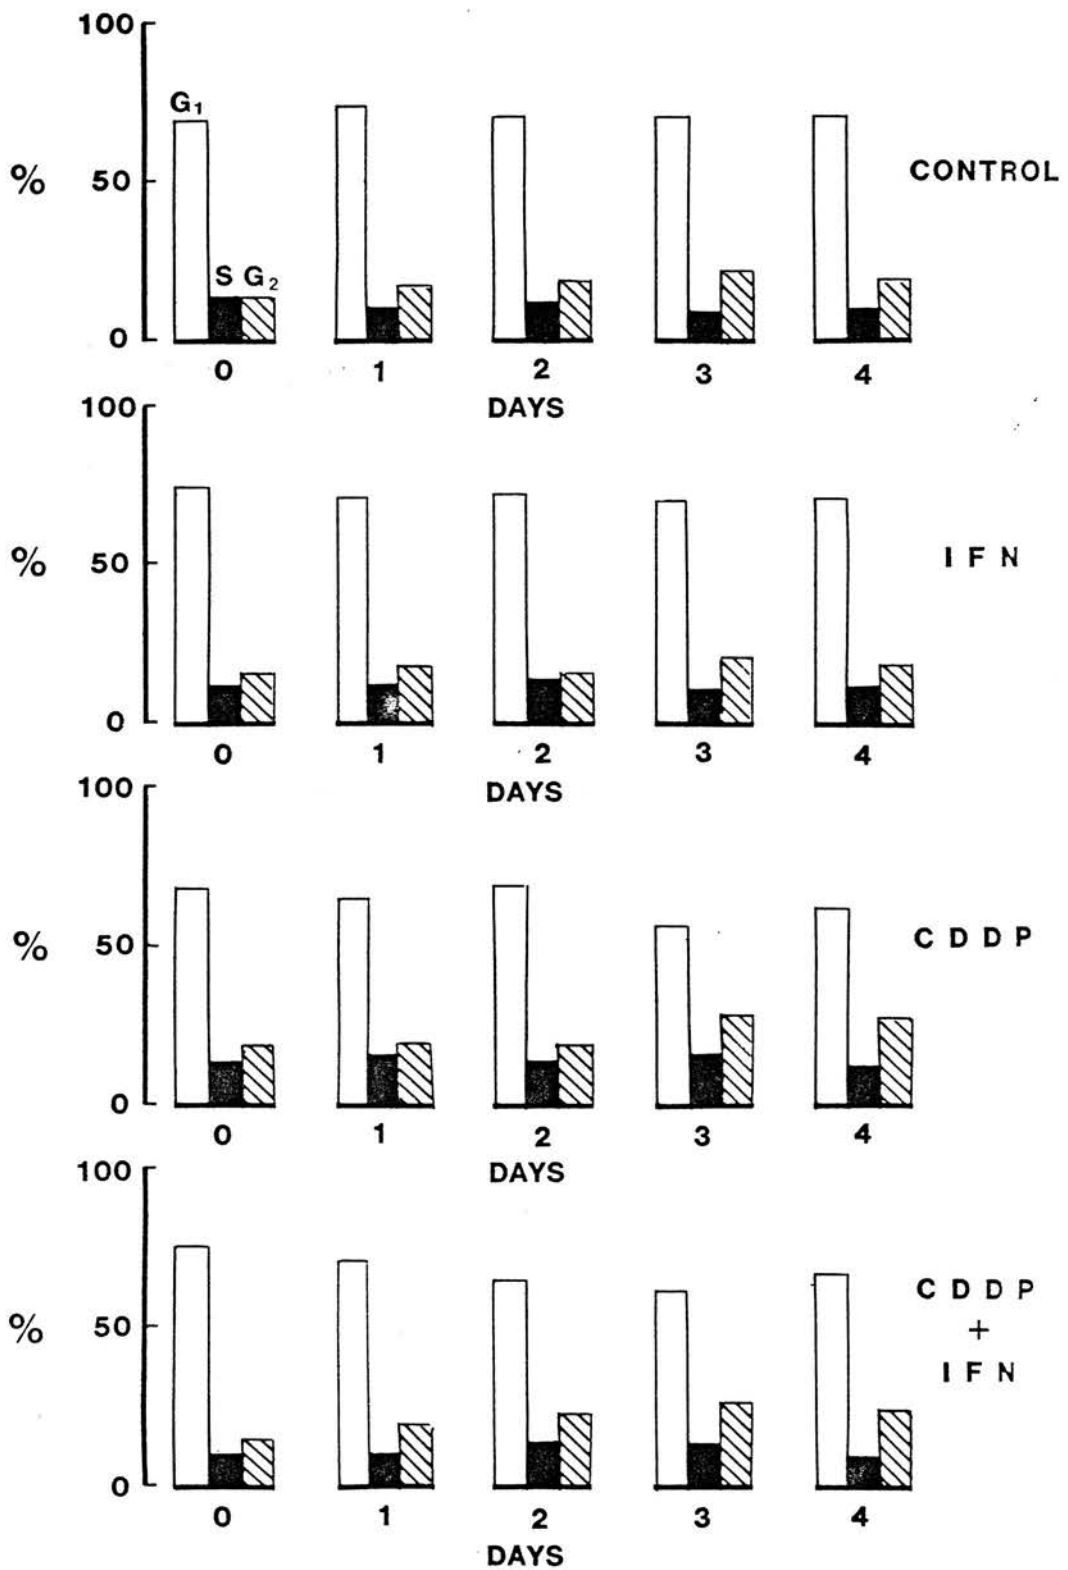 100
G₁
% 50 CONTROL
S G₂
0
0 1 2 3 4
DAYS
100
% 50 I F N
0
0 1 2 3 4
DAYS
100
% 50 C D D P
0
0 1 2 3 4
DAYS
100
C D D P
% 50 +
I F N
0
0 1 2 3 4
DAYS